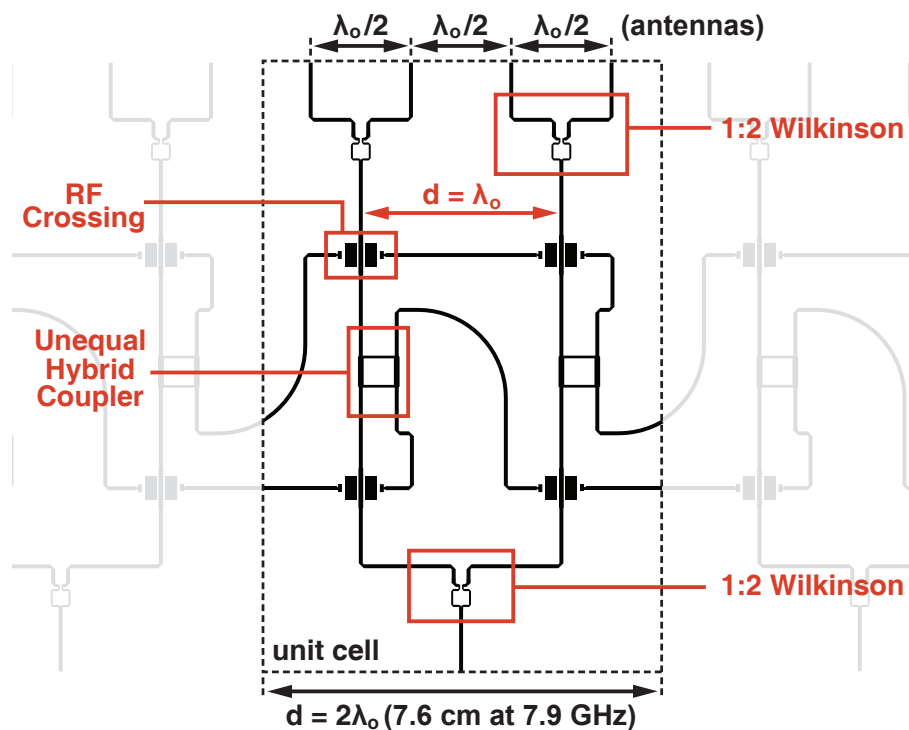 λo/2 λo/2 λo/2 (antennas)
1:2 Wilkinson
RF
Crossing
d = λo
Unequal
Hybrid
Coupler
1:2 Wilkinson
unit cell
d = 2λo (7.6 cm at 7.9 GHz)